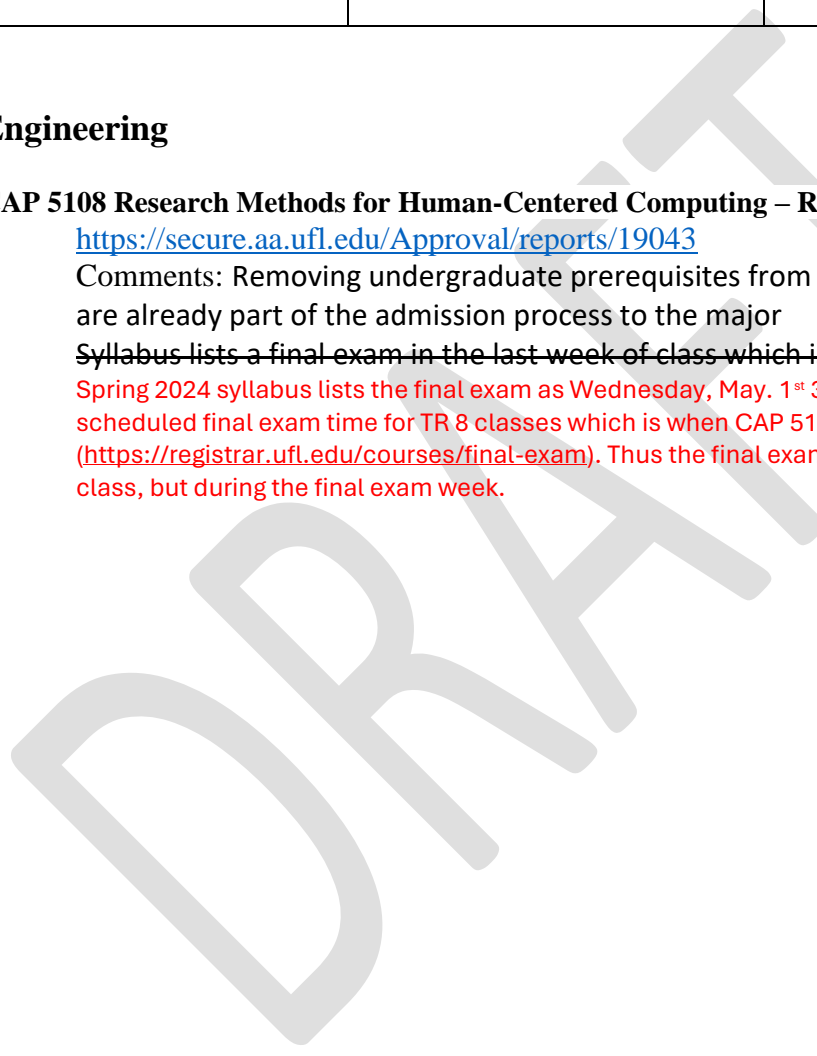 Engineering
CAP 5108 Research Methods for Human-Centered Computing – R
https://secure.aa.ufl.edu/Approval/reports/19043
Comments: Removing undergraduate prerequisites from
are already part of the admission process to the major
Syllabus lists a final exam in the last week of class which i
Spring 2024 syllabus lists the final exam as Wednesday, May. 1st 3
scheduled final exam time for TR 8 classes which is when CAP 51
(https://registrar.ufl.edu/courses/final-exam). Thus the final exam
class, but during the final exam week.
DRAFT